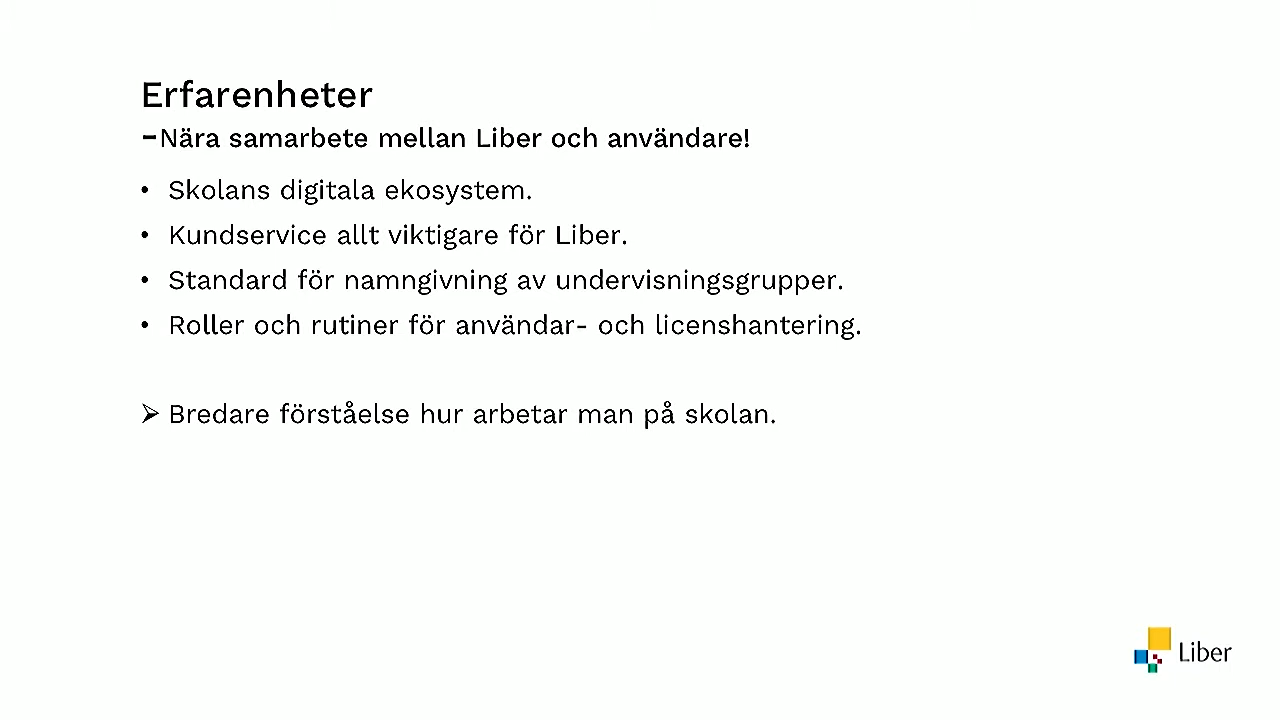 Erfarenheter
-Nära samarbete mellan Liber och användare!
• Skolans digitala ekosystem.
• Kundservice allt viktigare för Liber.
• Standard för namngivning av undervisningsgrupper.
• Roller och rutiner för användar- och licenshantering.
➢ Bredare förståelse hur arbetar man på skolan.
Liber